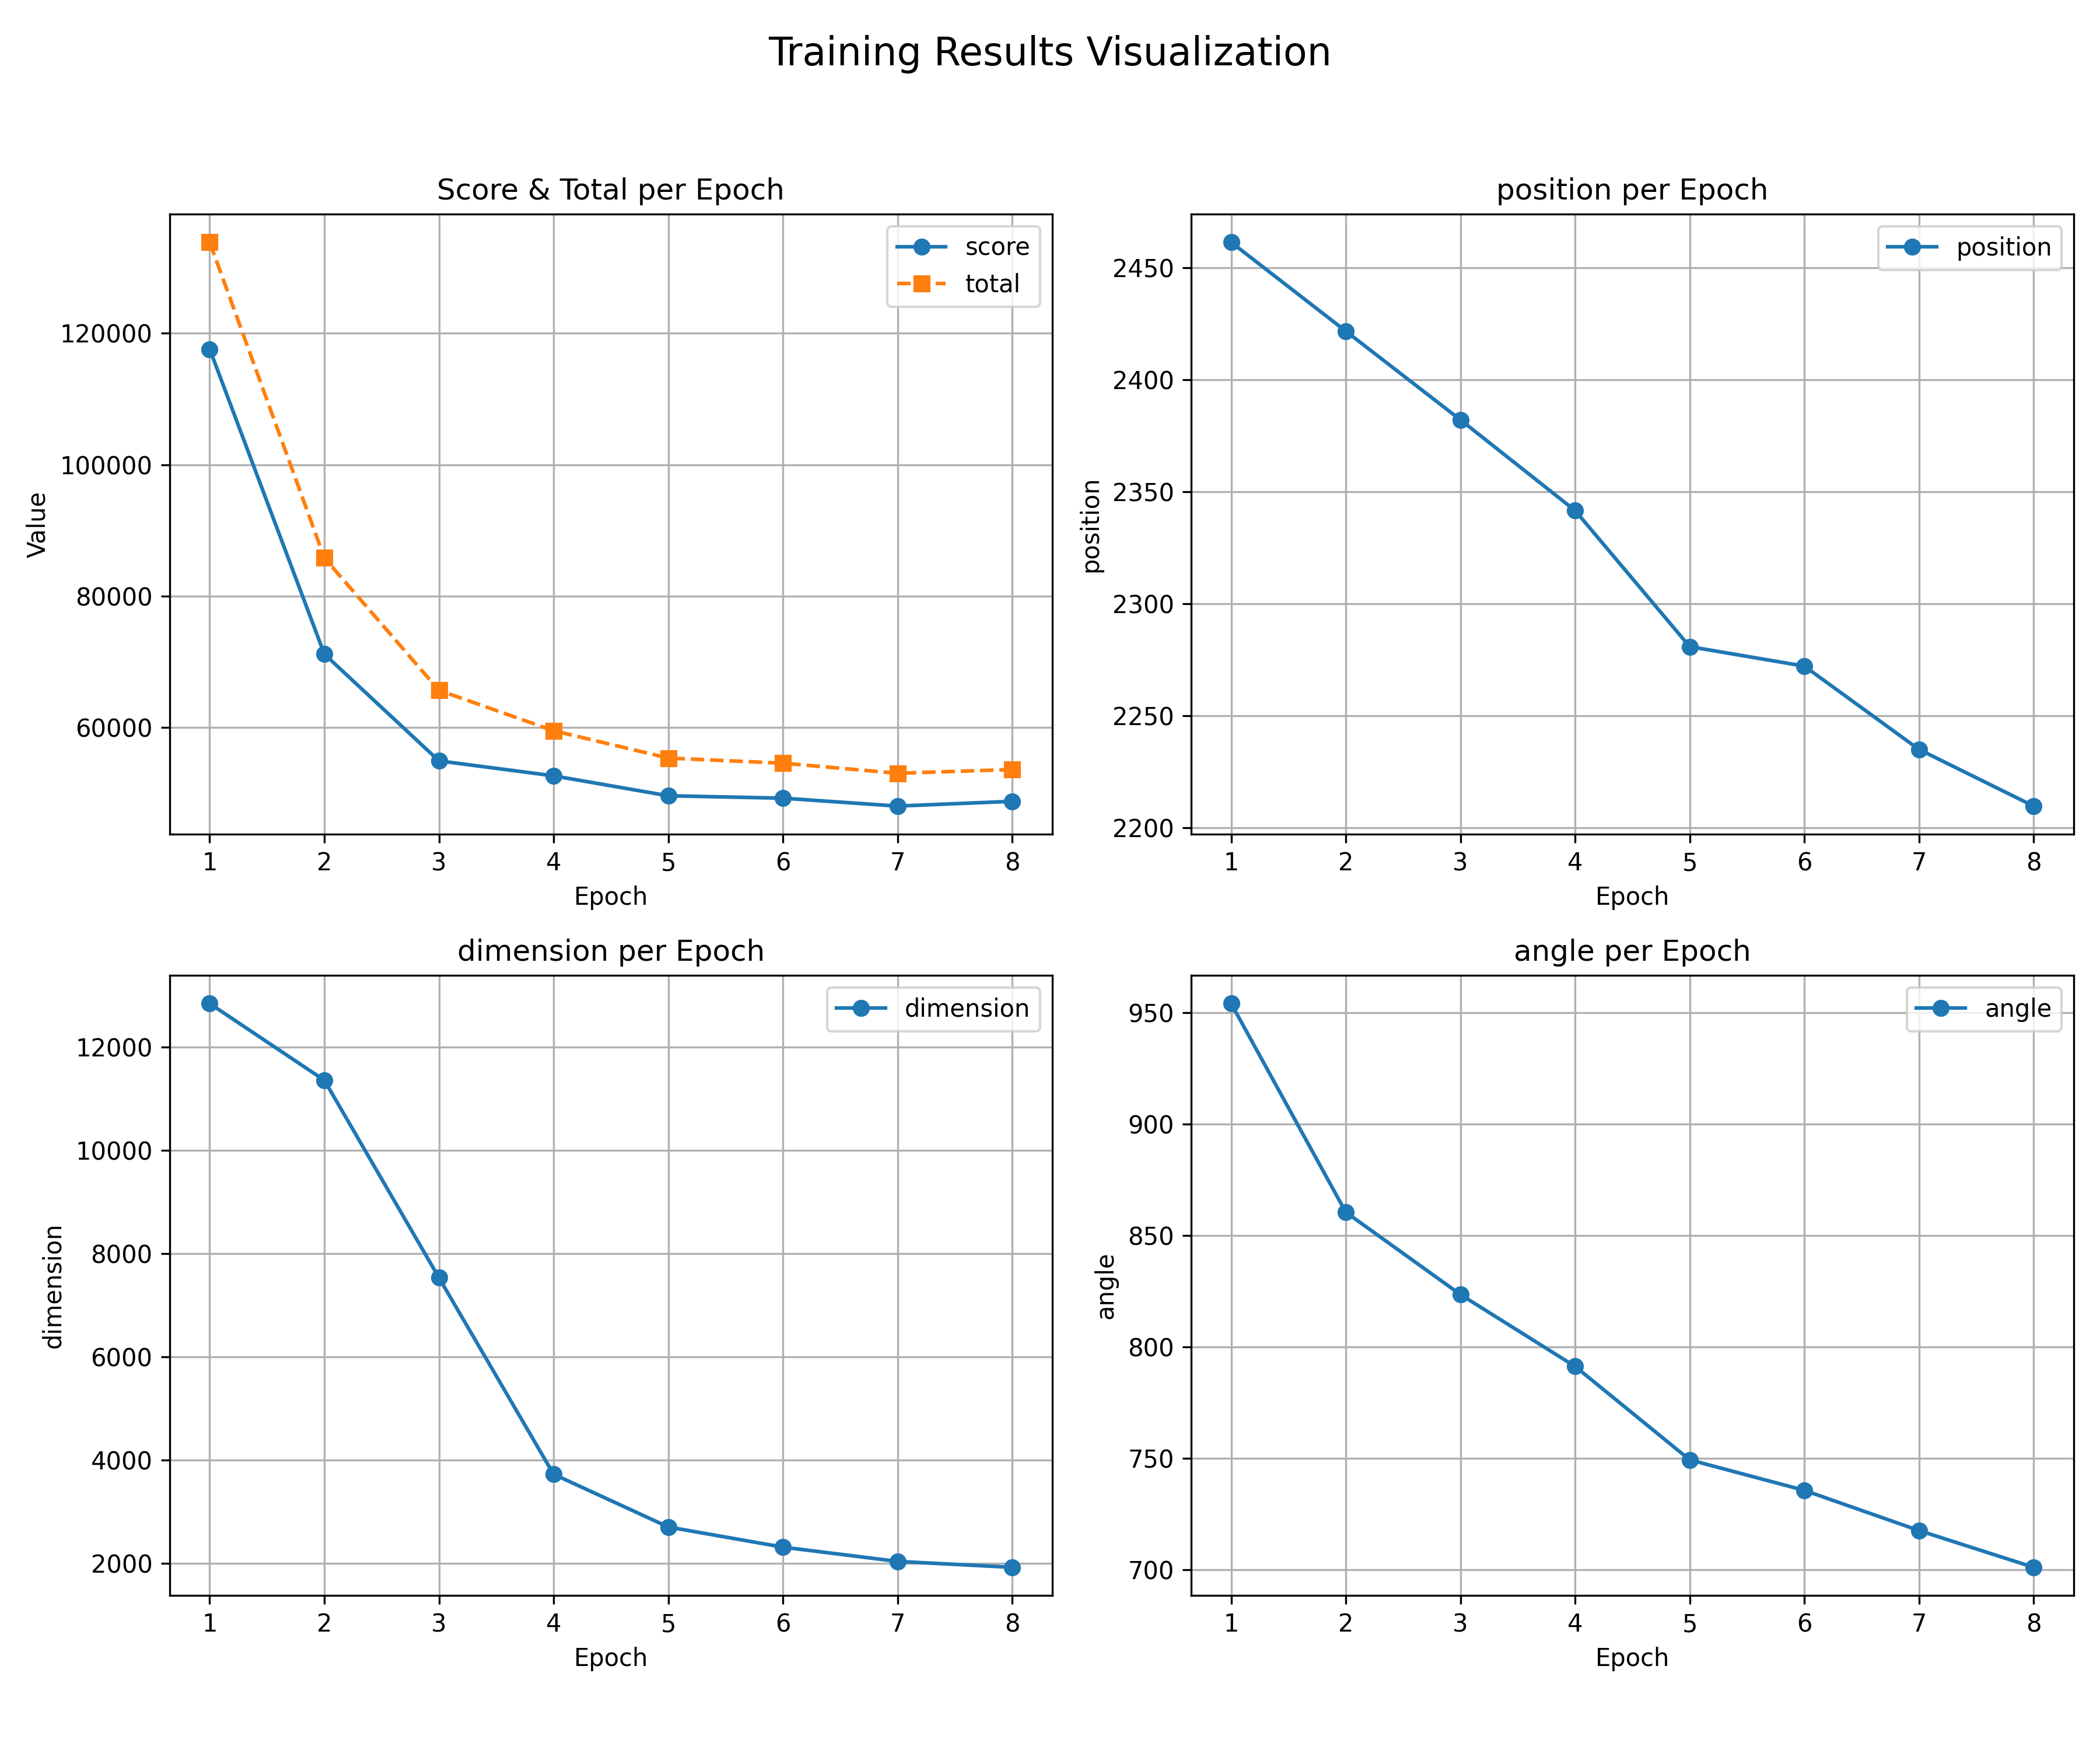 Training Results Visualization
Score & Total per Epoch
score
total
Value
120000
100000
80000
60000
1 2 3 4 5 6 7 8
Epoch
position per Epoch
position
position
2450
2400
2350
2300
2250
2200
1 2 3 4 5 6 7 8
Epoch
dimension per Epoch
dimension
dimension
12000
10000
8000
6000
4000
2000
1 2 3 4 5 6 7 8
Epoch
angle per Epoch
angle
angle
950
900
850
800
750
700
1 2 3 4 5 6 7 8
Epoch